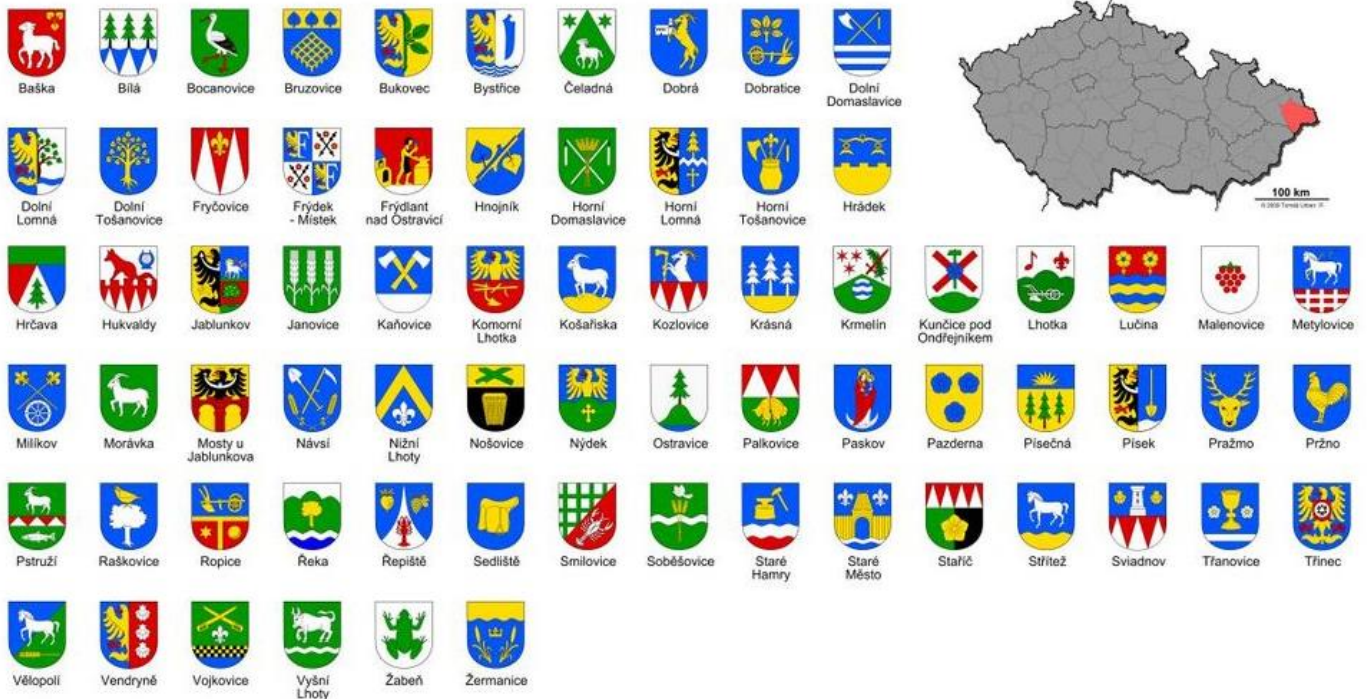 Baška
Bílá
Bocanovice
Bruzovice
Bukovec
Bystřice
Čeladná
Dobrá
Dobratice
Dolní
Domaslavice
100 km
Dolní
Lomná
Dolní
Tošanovice
Fryčovice
Frýdek
- Místek
Frýdlant
nad Ostravicí
Hnojník
Horní
Domaslavice
Horní
Lomná
Horní
Tošanovice
Hrádek
Hrčava
Hukvaldy
Jablunkov
Janovice
Kaňovice
Komorní
Lhotka
Košařiska
Kozlovice
Krásná
Krmelín
Kunčice pod
Ondřejníkem
Lhotka
Lučina
Malenovice
Metylovice
Milíkov
Morávka
Mosty u
Jablunkova
Návsí
Nižní
Lhoty
Nošovice
Nýdek
Ostravice
Palkovice
Paskov
Pazderna
Písečná
Písek
Pražmo
Pržno
Pstruží
Raškovice
Ropice
Řeka
Řepiště
Sedliště
Smilovice
Soběšovice
Staré
Hamry
Staré
Město
Staříč
Střítež
Sviadnov
Třanovice
Třinec
Vělopolí
Vendryně
Vojkovice
Vyšní
Lhoty
Žabeň
Žermanice